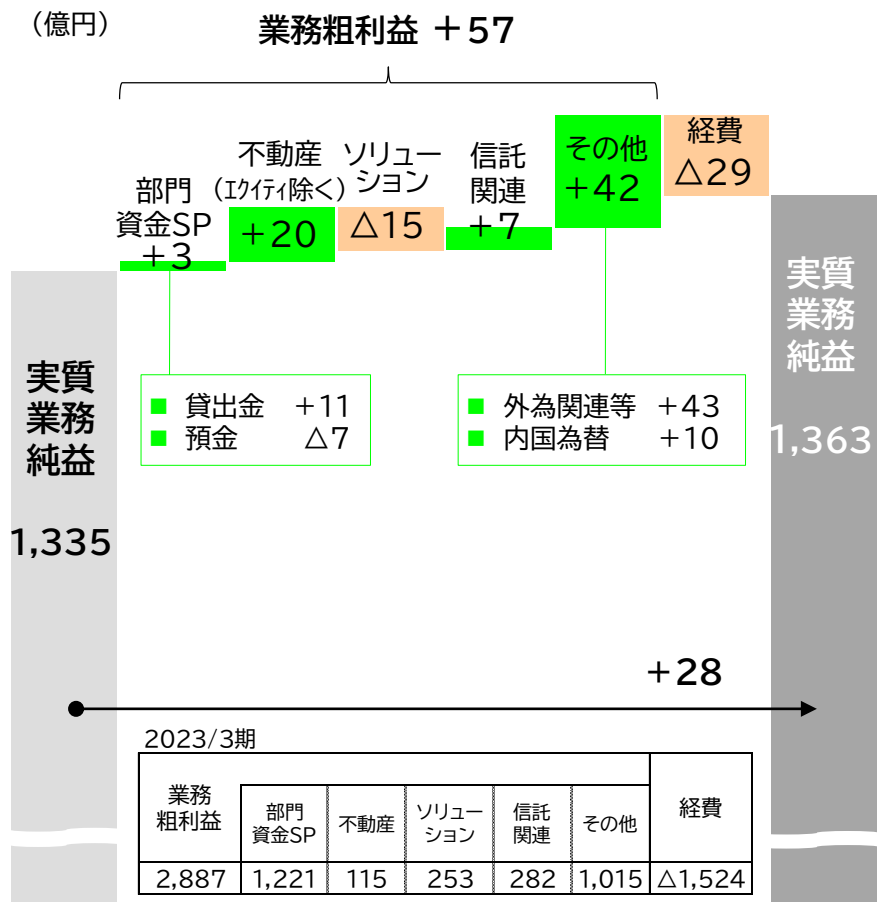 （億円）
業務粗利益 ＋57
部門
資金SP
＋3
不動産
（ｴｸｲﾃｨ除く）
＋20
ソリュー
ション
△15
信託
関連
＋7
その他
＋42
経費
△29
実質
業務
純益
1,335
■ 貸出金 ＋11
■ 預金 △7
■ 外為関連等 ＋43
■ 内国為替 ＋10
実質
業務
純益
1,363
＋28
2023/3期
業務
粗利益
部門
資金SP
不動産
ソリュー
ション
信託
関連
その他
経費
2,887 1,221 115 253 282 1,015 △1,524